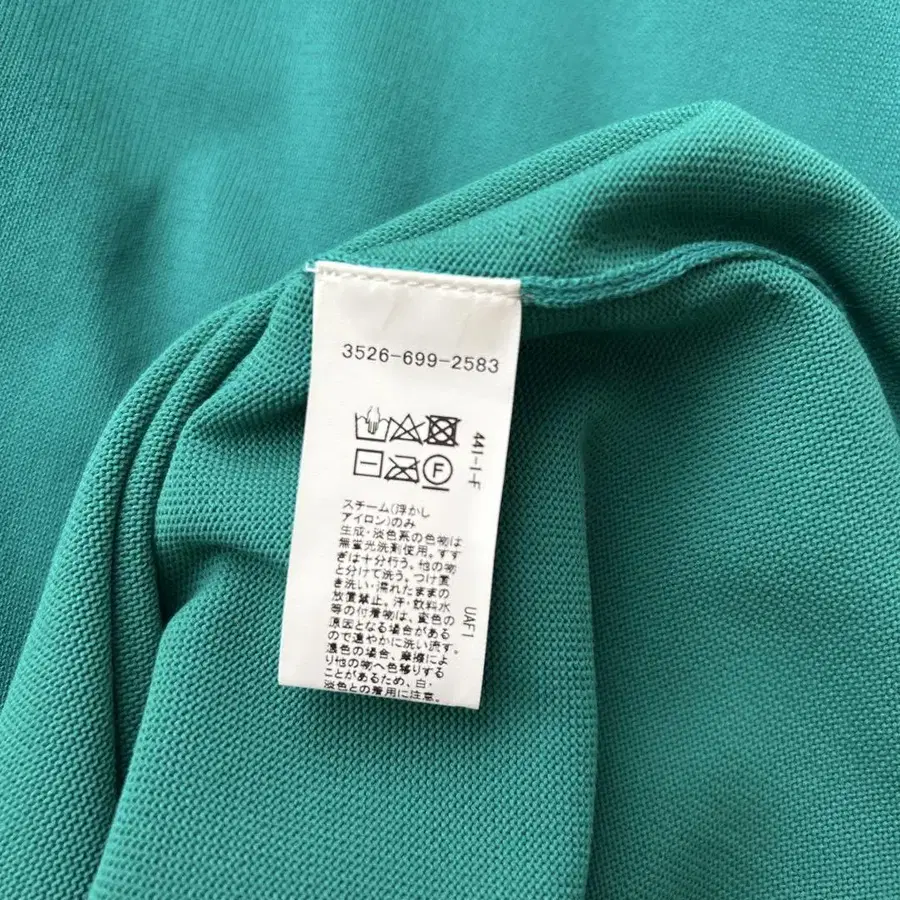 3526-699-2583
F
441-1-F
スチーム(浮かし
アイロン)のみ
生成・淡色系の色物は
無蛍光洗剤使用。すす
ぎは十分行う。他の物
と分けて洗う。つけ置
き洗い・濡れたままの
放置禁止。汗・飲料水
等の付着物は、変色の
原因となる場合がある
ので速やかに洗い流す。
濃色の場合、摩擦によ
り他の物へ色移りする
ことがあるため、白・
淡色との着用に注意。
UAF1